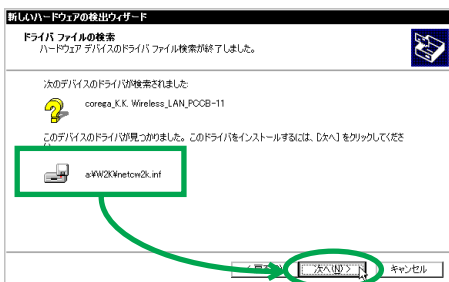 新しいハードウェアの検出ウィザード
ドライバ ファイルの検索
ハードウェア デバイスのドライバ ファイル検索が終了しました。
次のデバイスのドライバが検索されました:
corega_K.K. Wireless_LAN_PCCB-11
このデバイスのドライバが見つかりました。このドライバをインストールするには、[次へ] をクリックしてくださ
a:¥W2K¥netcw2k.inf
次へ(N) >
キャンセル